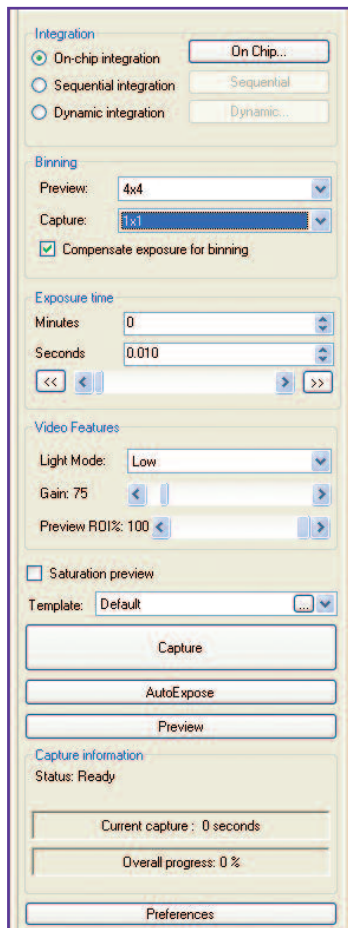 Integration
On-chip integration On Chip...
Sequential integration Sequential
Dynamic integration Dynamic...
Binning
Preview: 4x4
Capture: 1x1
Compensate exposure for binning
Exposure time
Minutes 0
Seconds 0.010
<< >>
Video Features
Light Mode: Low
Gain: 75
Preview ROI%: 100
Saturation preview
Template: Default ...
Capture
AutoExpose
Preview
Capture information
Status: Ready
Current capture : 0 seconds
Overall progress: 0 %
Preferences